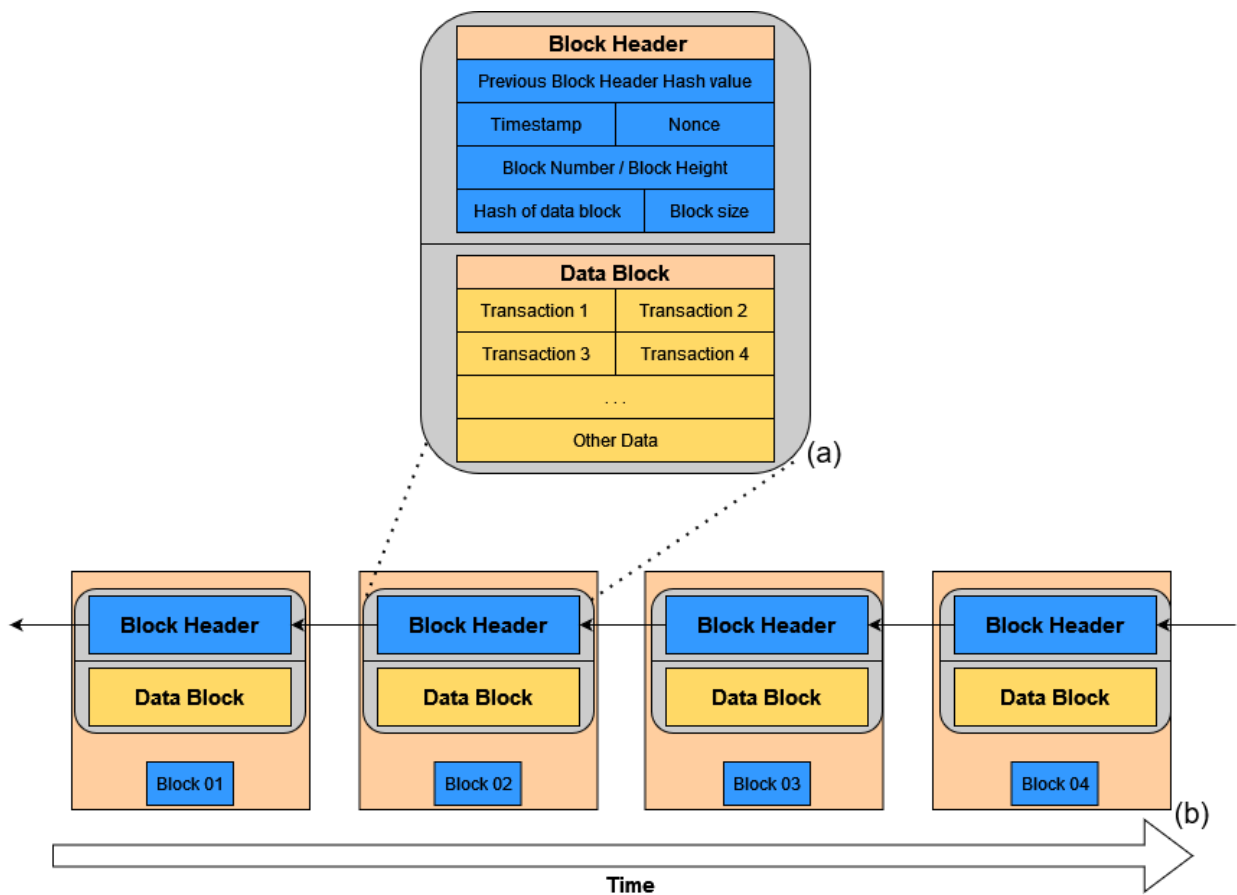 Block Header
Previous Block Header Hash value
Timestamp Nonce
Block Number / Block Height
Hash of data block Block size
Data Block
Transaction 1 Transaction 2
Transaction 3 Transaction 4
. . .
Other Data
(a)
Block Header Block Header Block Header Block Header
Data Block Data Block Data Block Data Block
Block 01 Block 02 Block 03 Block 04
(b)
Time